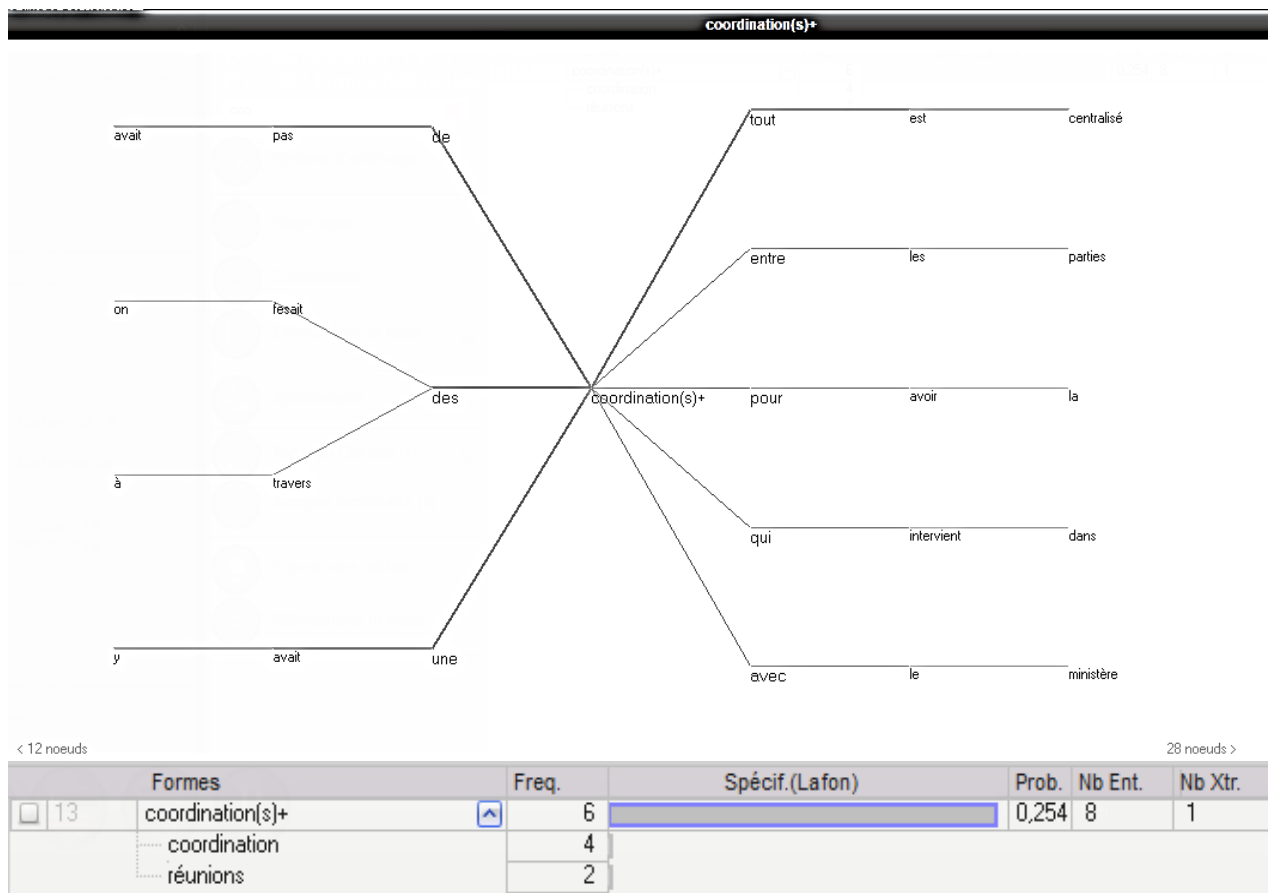 coordination(s)+
tout est centralisé
avait pas de
entre les parties
on fesait
des coordination(s)+ pour avoir la
à travers
qui intervient dans
y avait une
avec le ministère
< 12 noeuds 28 noeuds >
Formes Freq. Spécif.(Lafon) Prob. Nb Ent. Nb Xtr.
13 coordination(s)+ 6 0,254 8 1
coordination 4
réunions 2